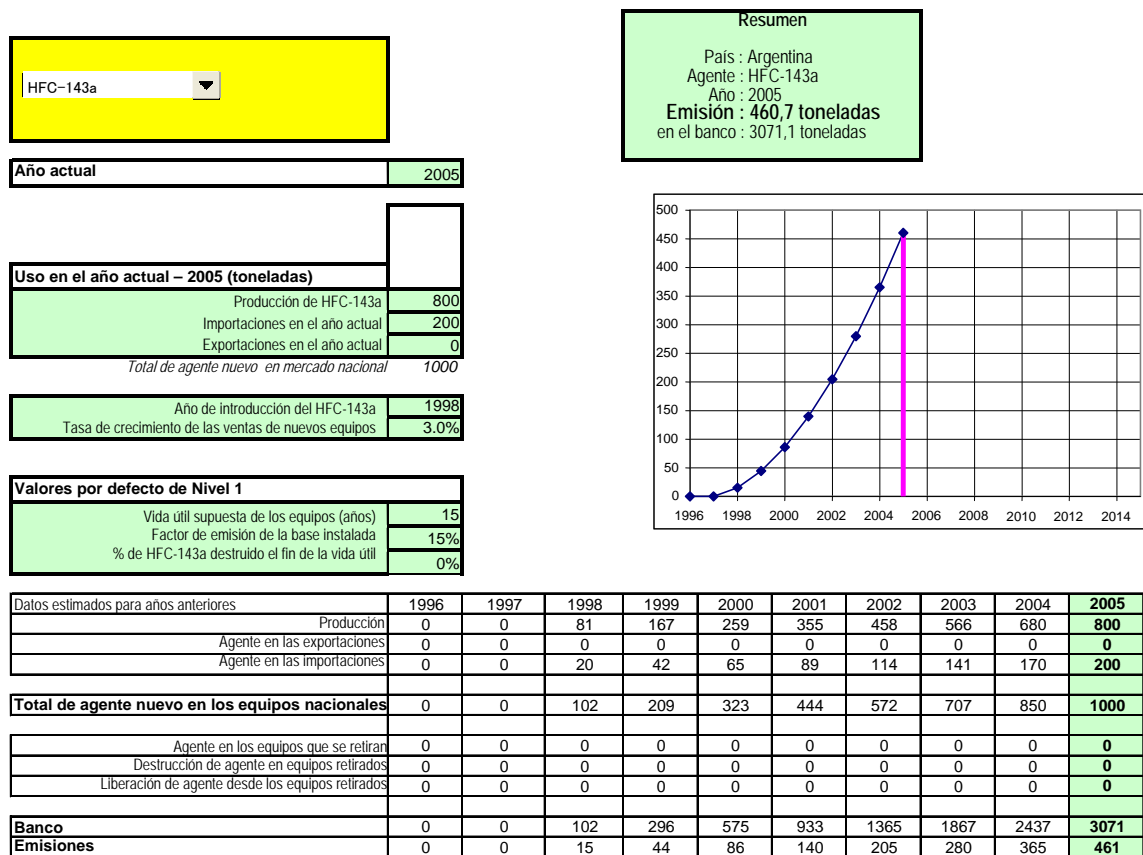 Resumen
País : Argentina
Agente : HFC-143a
Año : 2005
Emisión : 460,7 toneladas
en el banco : 3071,1 toneladas
HFC-143a
Año actual 2005
Uso en el año actual – 2005 (toneladas)
Producción de HFC-143a 800
Importaciones en el año actual 200
Exportaciones en el año actual 0
Total de agente nuevo en mercado nacional 1000
Año de introducción del HFC-143a 1998
Tasa de crecimiento de las ventas de nuevos equipos 3.0%
Valores por defecto de Nivel 1
Vida útil supuesta de los equipos (años) 15
Factor de emisión de la base instalada 15%
% de HFC-143a destruido el fin de la vida útil 0%
500
450
400
350
300
250
200
150
100
50
0
1996 1998 2000 2002 2004 2006 2008 2010 2012 2014
Datos estimados para años anteriores 1996 1997 1998 1999 2000 2001 2002 2003 2004 2005
Producción 0 0 81 167 259 355 458 566 680 800
Agente en las exportaciones 0 0 0 0 0 0 0 0 0 0
Agente en las importaciones 0 0 20 42 65 89 114 141 170 200
Total de agente nuevo en los equipos nacionales 0 0 102 209 323 444 572 707 850 1000
Agente en los equipos que se retiran 0 0 0 0 0 0 0 0 0 0
Destrucción de agente en equipos retirados 0 0 0 0 0 0 0 0 0 0
Liberación de agente desde los equipos retirados 0 0 0 0 0 0 0 0 0 0
Banco 0 0 102 296 575 933 1365 1867 2437 3071
Emisiones 0 0 15 44 86 140 205 280 365 461